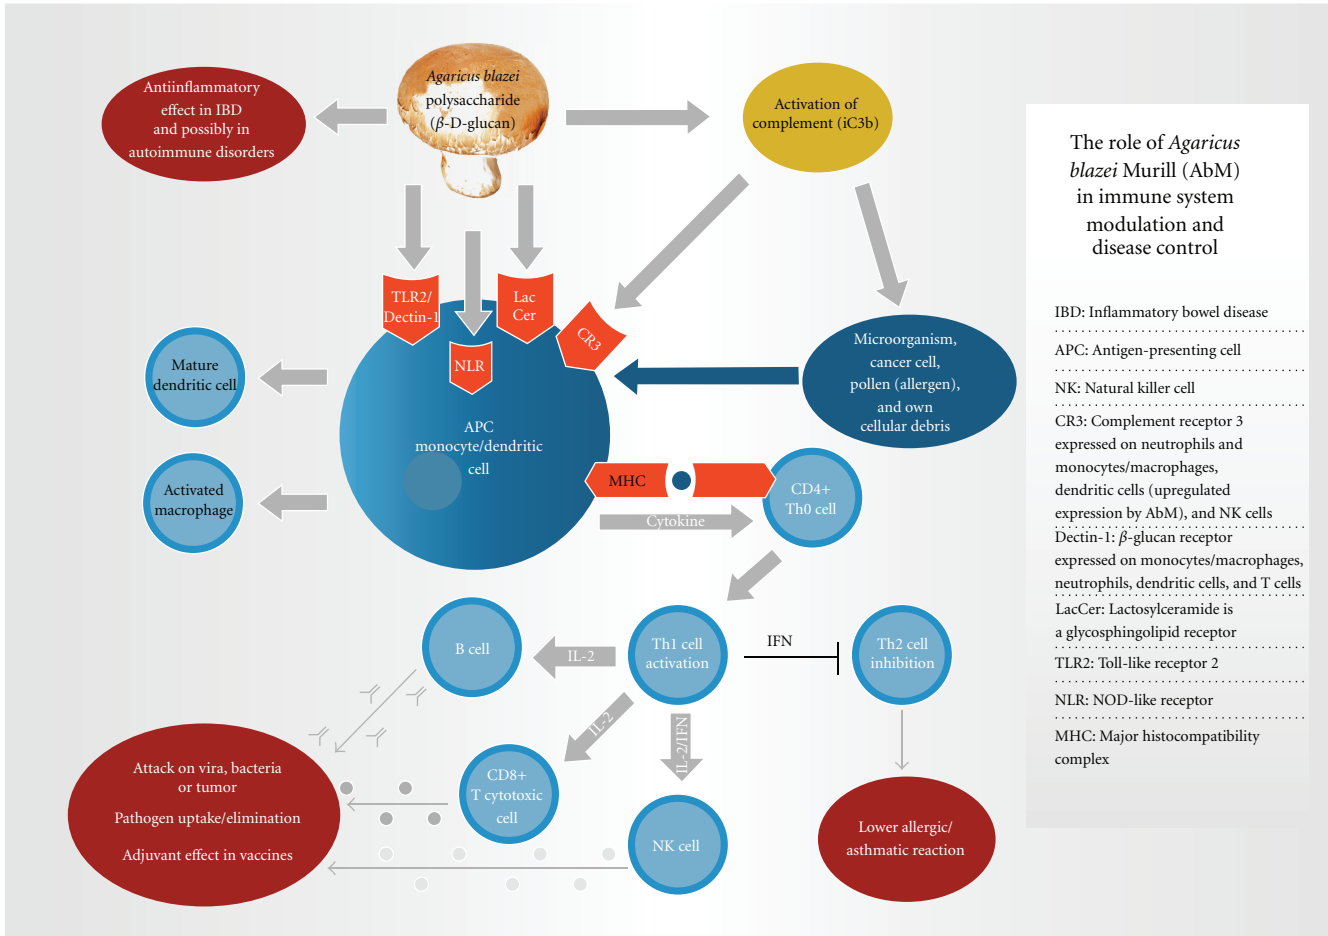 Antiinflammatory
effect in IBD
and possibly in
autoimmune disorders
Agaricus blazei
polysaccharide
(β-D-glucan)
Activation of
complement (iC3b)
TLR2/
Dectin-1
NLR
Lac
Cer
CR3
Mature
dendritic cell
Activated
macrophage
APC
monocyte/dendritic
cell
Microorganism,
cancer cell,
pollen (allergen),
and own
cellular debris
MHC
Cytokine
CD4+
Th0 cell
B cell
IL-2
Th1 cell
activation
IFN
Th2 cell
inhibition
IL-2
IL-2/IFN
CD8+
T cytotoxic
cell
NK cell
Attack on vira, bacteria
or tumor
Pathogen uptake/elimination
Adjuvant effect in vaccines
Lower allergic/
asthmatic reaction
The role of Agaricus
blazei Murill (AbM)
in immune system
modulation and
disease control
IBD: Inflammatory bowel disease
APC: Antigen-presenting cell
NK: Natural killer cell
CR3: Complement receptor 3
expressed on neutrophils and
monocytes/macrophages,
dendritic cells (upregulated
expression by AbM), and NK cells
Dectin-1: β-glucan receptor
expressed on monocytes/macrophages,
neutrophils, dendritic cells, and T cells
LacCer: Lactosylceramide is
a glycosphingolipid receptor
TLR2: Toll-like receptor 2
NLR: NOD-like receptor
MHC: Major histocompatibility
complex